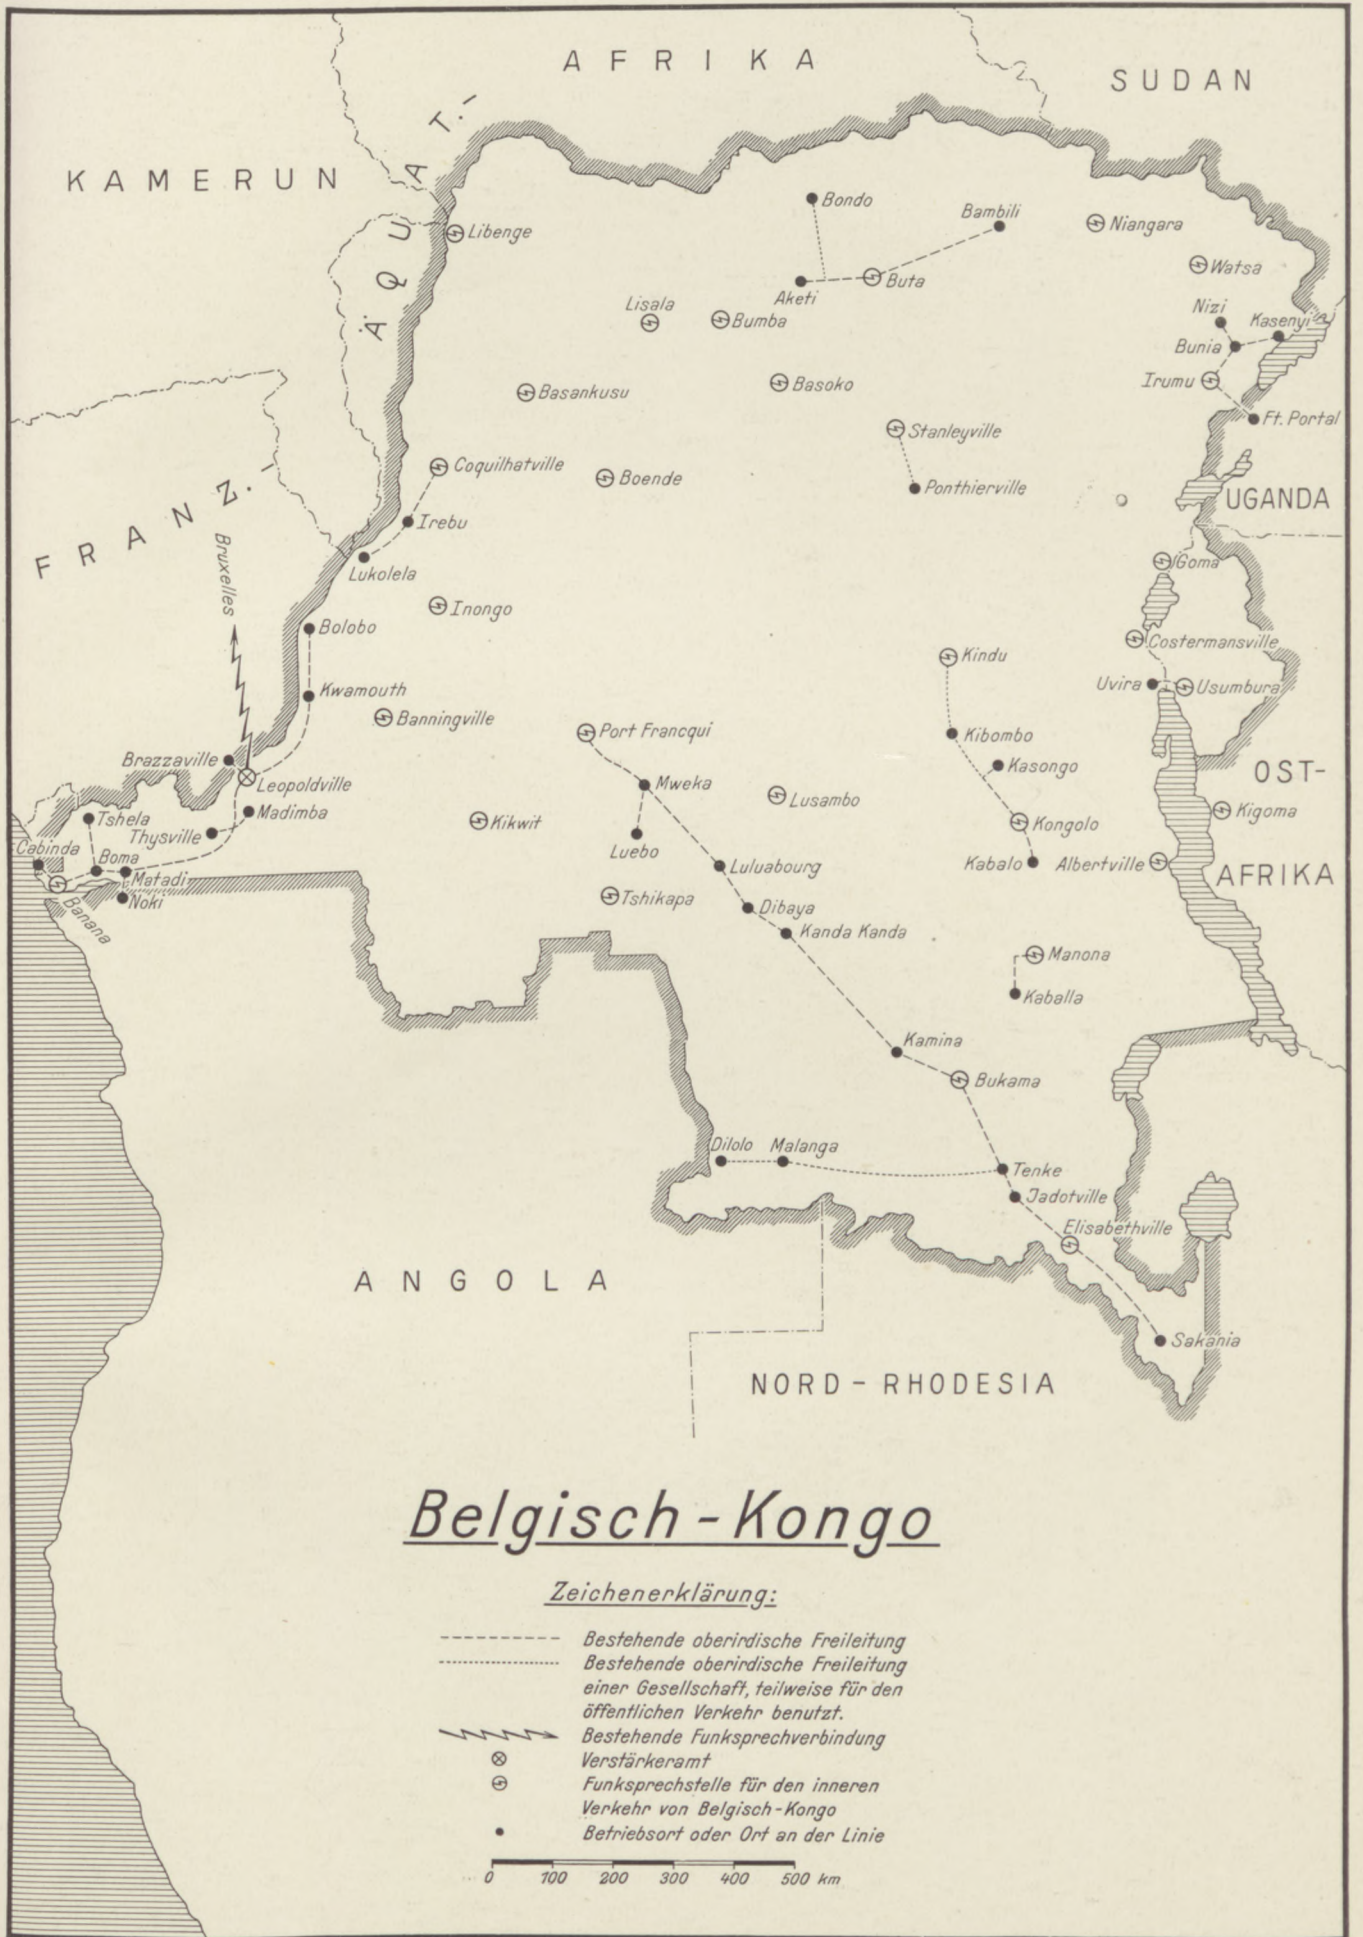 AFRIKA
SUDAN
KAMERUN
ÄQUAT.-
Bondo
Bambili
Niangara
Libenge
Watsa
Buta
Aketi
Lisala
Bumba
Nizi
Kasenyi
Bunia
Irumu
Basankusu
Basoko
Ft. Portal
Stanleyville
Coquilhatville
Boende
Ponthierville
UGANDA
FRANZ.-
Bruxelles
Irebu
Lukolela
Goma
Inongo
Bolobo
Costermansville
Kindu
Kwamouth
Uvira
Usumbura
Banningville
Port Francqui
Kibombo
Brazzaville
Kasongo
OST-
Leopoldville
Mweka
Lusambo
Madimba
Kigoma
Tshela
Thysville
Kikwit
Kongolo
Cabinda
Boma
Luebo
Luluabourg
Kabalo
Albertville
Matadi
AFRIKA
Noki
Banana
Tshikapa
Dibaya
Kanda Kanda
Manona
Kaballa
Kamina
Bukama
Dilolo
Malanga
Tenke
Jadotville
Elisabethville
ANGOLA
Sakania
NORD-RHODESIA
Belgisch-Kongo
Zeichenerklärung:
Bestehende oberirdische Freileitung
Bestehende oberirdische Freileitung
einer Gesellschaft, teilweise für den
öffentlichen Verkehr benutzt.
Bestehende Funksprechverbindung
Verstärkeramt
Funksprechstelle für den inneren
Verkehr von Belgisch-Kongo
Betriebsort oder Ort an der Linie
0 100 200 300 400 500 km